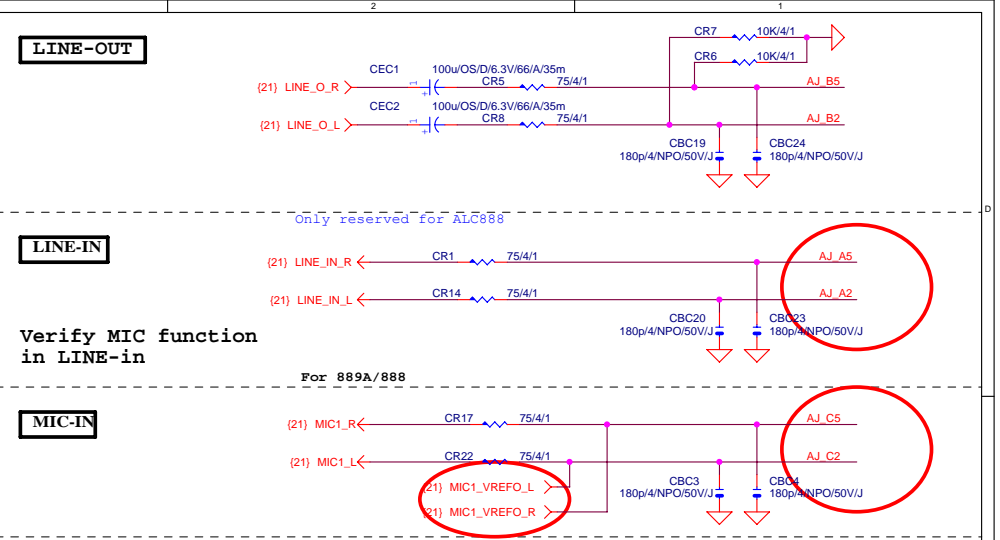 2
1
LINE-OUT
CR7 10K/4/1
CR6 10K/4/1
CEC1 100u/OS/D/6.3V/66/A/35m
{21} LINE_O_R 1 + CR5 75/4/1 AJ_B5
CEC2 100u/OS/D/6.3V/66/A/35m
{21} LINE_O_L 1 + CR8 75/4/1 AJ_B2
CBC19 CBC24
180p/4/NPO/50V/J 180p/4/NPO/50V/J
D
Only reserved for ALC888
LINE-IN
{21} LINE_IN_R CR1 75/4/1 AJ_A5
{21} LINE_IN_L CR14 75/4/1 AJ_A2
CBC20 CBC23
180p/4/NPO/50V/J 180p/4/NPO/50V/J
Verify MIC function
in LINE-in
For 889A/888
MIC-IN
{21} MIC1_R CR17 75/4/1 AJ_C5
{21} MIC1_L CR22 75/4/1 AJ_C2
{21} MIC1_VREFO_L
{21} MIC1_VREFO_R
CBC3 CBC4
180p/4/NPO/50V/J 180p/4/NPO/50V/J